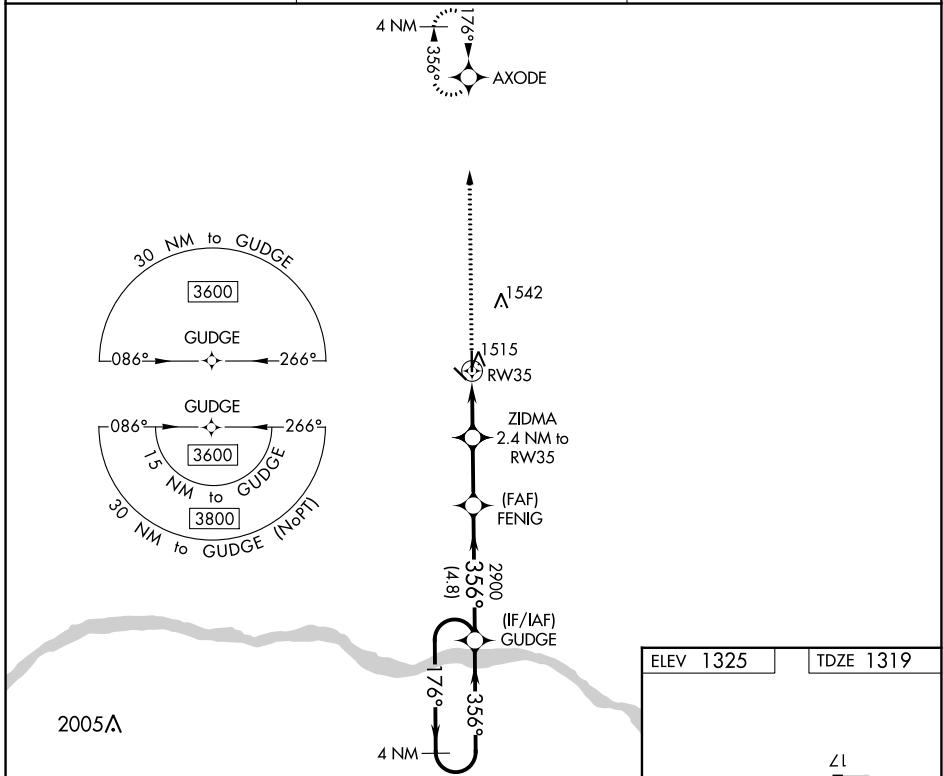 4 NM
176°
356°
AXODE
30 NM to GUDGE
3600
GUDGE
086°
266°
GUDGE
086°
266°
3600
15 NM to GUDGE
3800
30 NM to GUDGE (NoPT)
1542
1515
RW35
ZIDMA
2.4 NM to
RW35
(FAF)
FENIG
2900
356°
(4.8)
(IF/IAF)
GUDGE
176°
356°
4 NM
2005
ELEV 1325
TDZE 1319
17